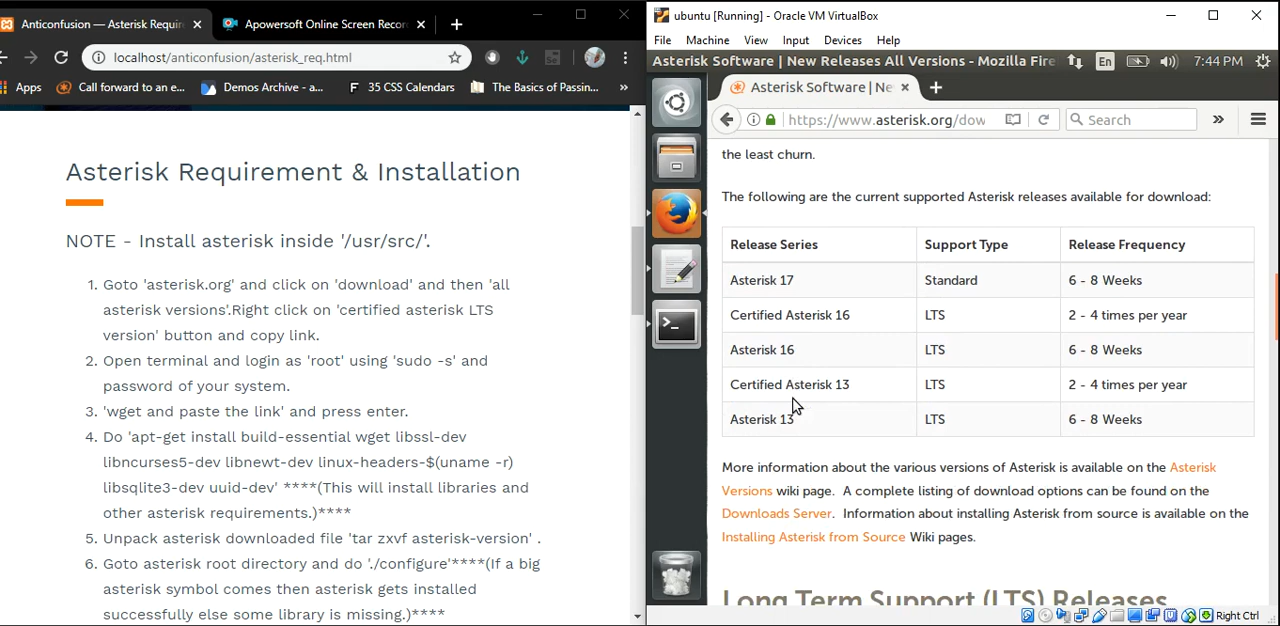 Anticonfusion – Asterisk Requir
Apowersoft Online Screen Recor
localhost/anticonfusion/asterisk_req.html
Apps
Call forward to an e...
Demos Archive - a...
35 CSS Calendars
The Basics of Passin...
»
Asterisk Requirement & Installation
NOTE - Install asterisk inside '/usr/src/'.
1. Goto 'asterisk.org' and click on 'download' and then 'all
asterisk versions'.Right click on 'certified asterisk LTS
version' button and copy link.
2. Open terminal and login as 'root' using 'sudo -s' and
password of your system.
3. 'wget and paste the link' and press enter.
4. Do 'apt-get install build-essential wget libssl-dev
libncurses5-dev libnewt-dev linux-headers-$(uname -r)
libsqlite3-dev uuid-dev' ****(This will install libraries and
other asterisk requirements.)****
5. Unpack asterisk downloaded file 'tar zxvf asterisk-version' .
6. Goto asterisk root directory and do './configure'****(If a big
asterisk symbol comes then asterisk gets installed
successfully else some library is missing.)****
ubuntu [Running] - Oracle VM VirtualBox
File Machine View Input Devices Help
Asterisk Software | New Releases All Versions - Mozilla Fire
En
7:44 PM
Asterisk Software | Ne
https://www.asterisk.org/dow
Search
»
the least churn.
The following are the current supported Asterisk releases available for download:
Release Series Support Type Release Frequency
Asterisk 17 Standard 6 - 8 Weeks
Certified Asterisk 16 LTS 2 - 4 times per year
Asterisk 16 LTS 6 - 8 Weeks
Certified Asterisk 13 LTS 2 - 4 times per year
Asterisk 13 LTS 6 - 8 Weeks
More information about the various versions of Asterisk is available on the Asterisk
Versions wiki page. A complete listing of download options can be found on the
Downloads Server. Information about installing Asterisk from source is available on the
Installing Asterisk from Source Wiki pages.
Long Term Support (LTS) Releases
Right Ctrl